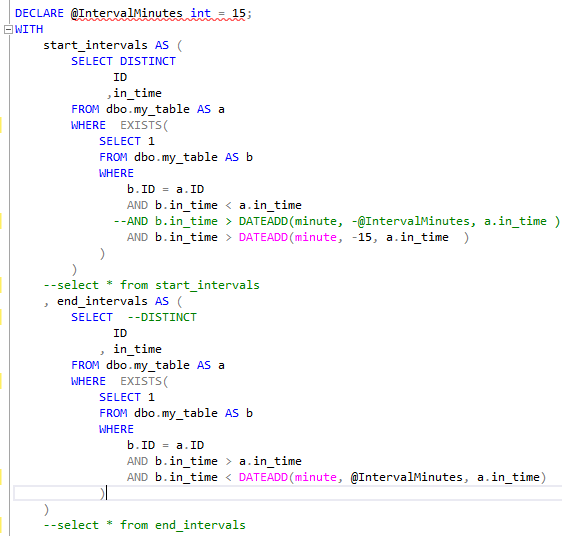 DECLARE @IntervalMinutes int = 15;
WITH
    start_intervals AS (
        SELECT DISTINCT
              ID
             ,in_time
        FROM dbo.my_table AS a
        WHERE  EXISTS(
            SELECT 1
            FROM dbo.my_table AS b
            WHERE
                b.ID = a.ID
                AND b.in_time < a.in_time
              --AND b.in_time > DATEADD(minute, -@IntervalMinutes, a.in_time )
                AND b.in_time > DATEADD(minute, -15, a.in_time  )
            )
        )
    --select * from start_intervals
    , end_intervals AS (
        SELECT  --DISTINCT
              ID
            , in_time
        FROM dbo.my_table AS a
        WHERE  EXISTS(
            SELECT 1
            FROM dbo.my_table AS b
            WHERE
                b.ID = a.ID
                AND b.in_time > a.in_time
                AND b.in_time < DATEADD(minute, @IntervalMinutes, a.in_time)
            )
    )
    --select * from end_intervals